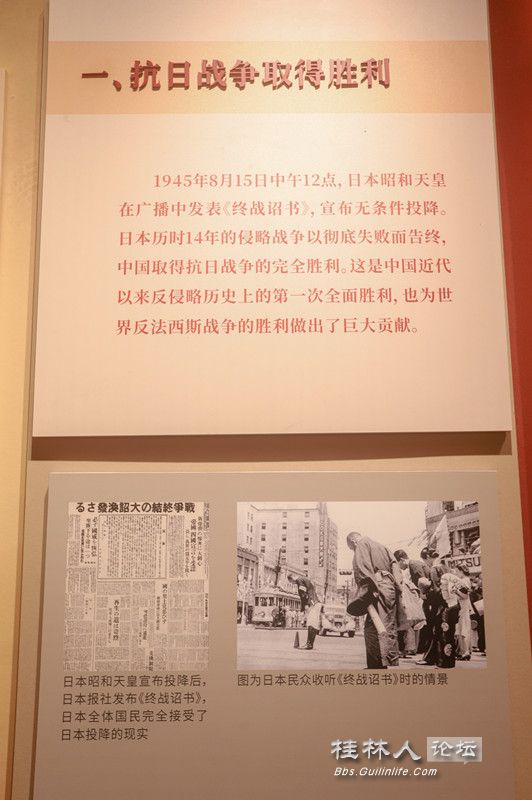 一、抗日战争取得胜利
1945年8月15日中午12点,日本昭和天皇
在广播中发表《终战诏书》,宣布无条件投降。
日本历时14年的侵略战争以彻底失败而告终,
中国取得抗日战争的完全胜利。这是中国近代
以来反侵略历史上的第一次全面胜利,也为世
界反法西斯战争的胜利做出了巨大贡献。
るさ發渙詔大の結終爭戰
日本昭和天皇宣布投降后,
日本报社发布《终战诏书》,
日本全体国民完全接受了
日本投降的现实
图为日本民众收听《终战诏书》时的情景
桂林人论坛
Bbs.Guilinlife.Com